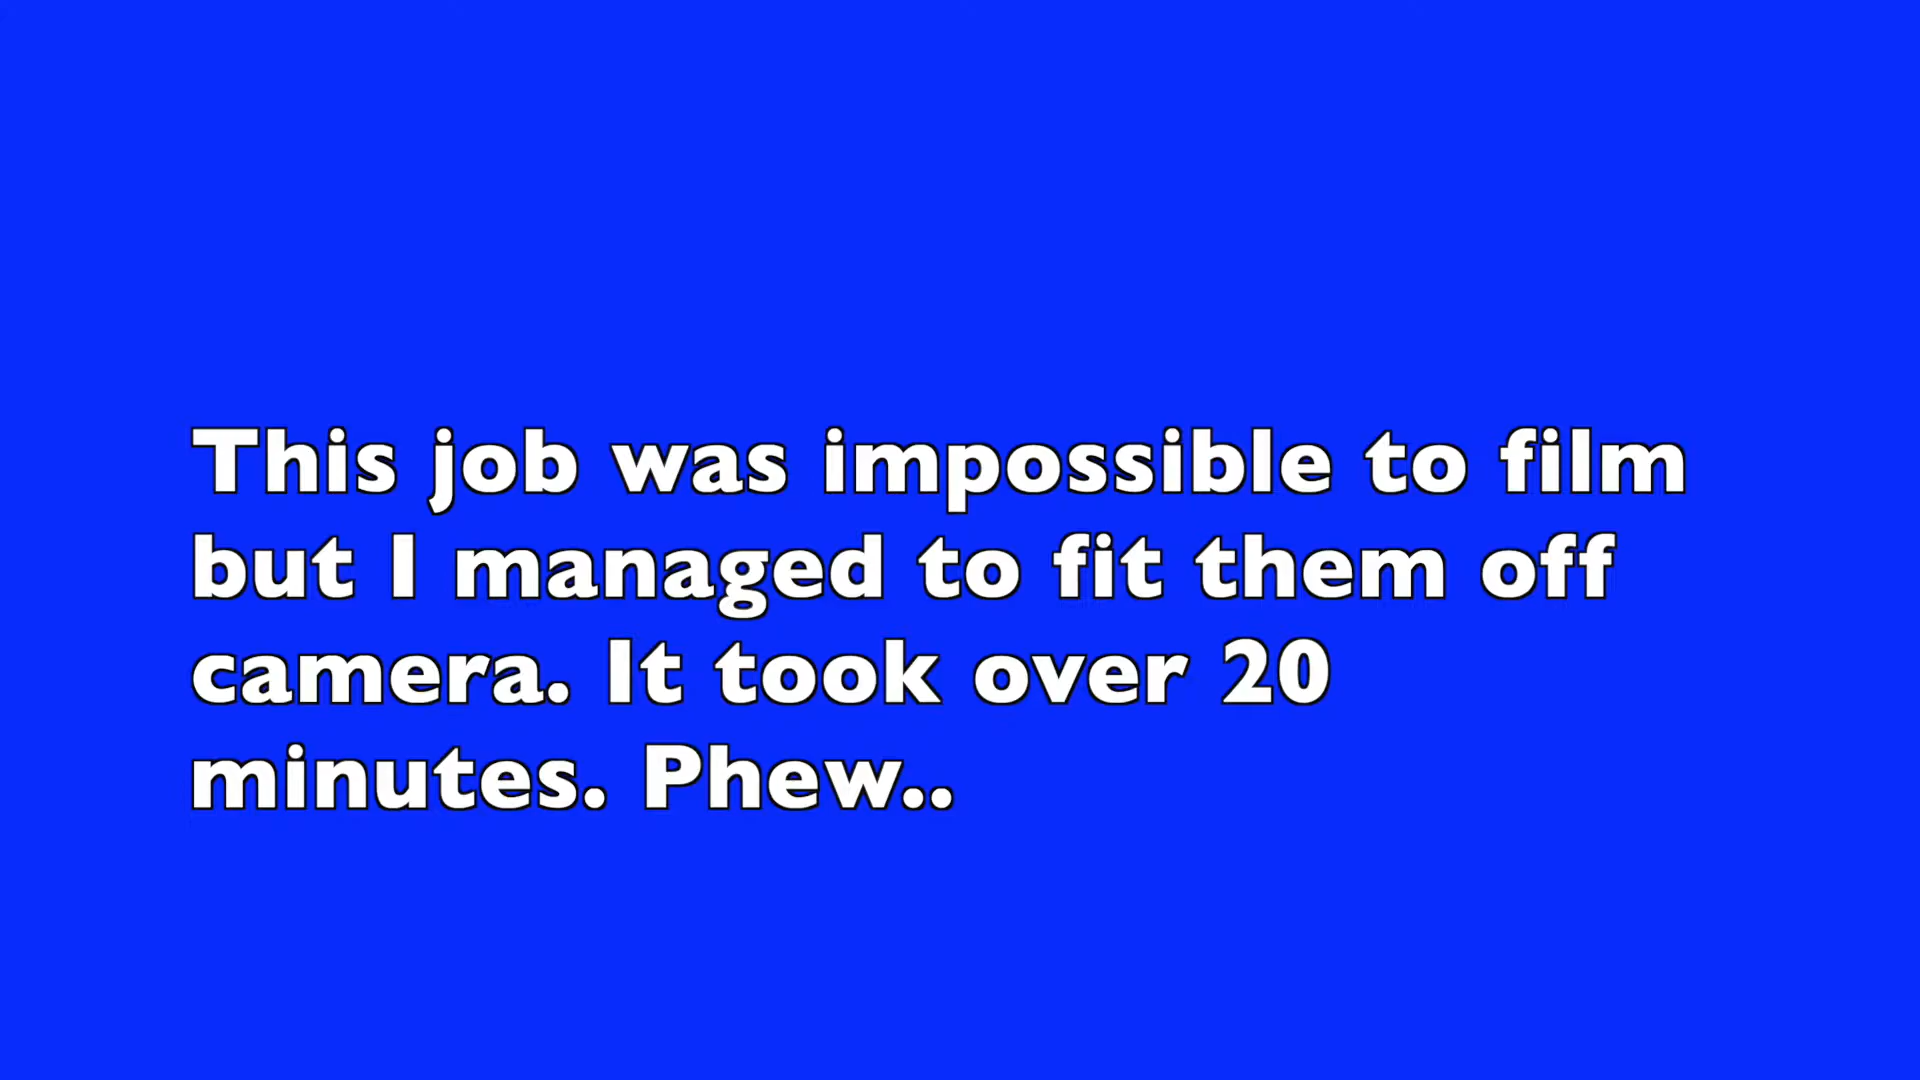 This job was impossible to film
but I managed to fit them off
camera. It took over 20
minutes. Phew..